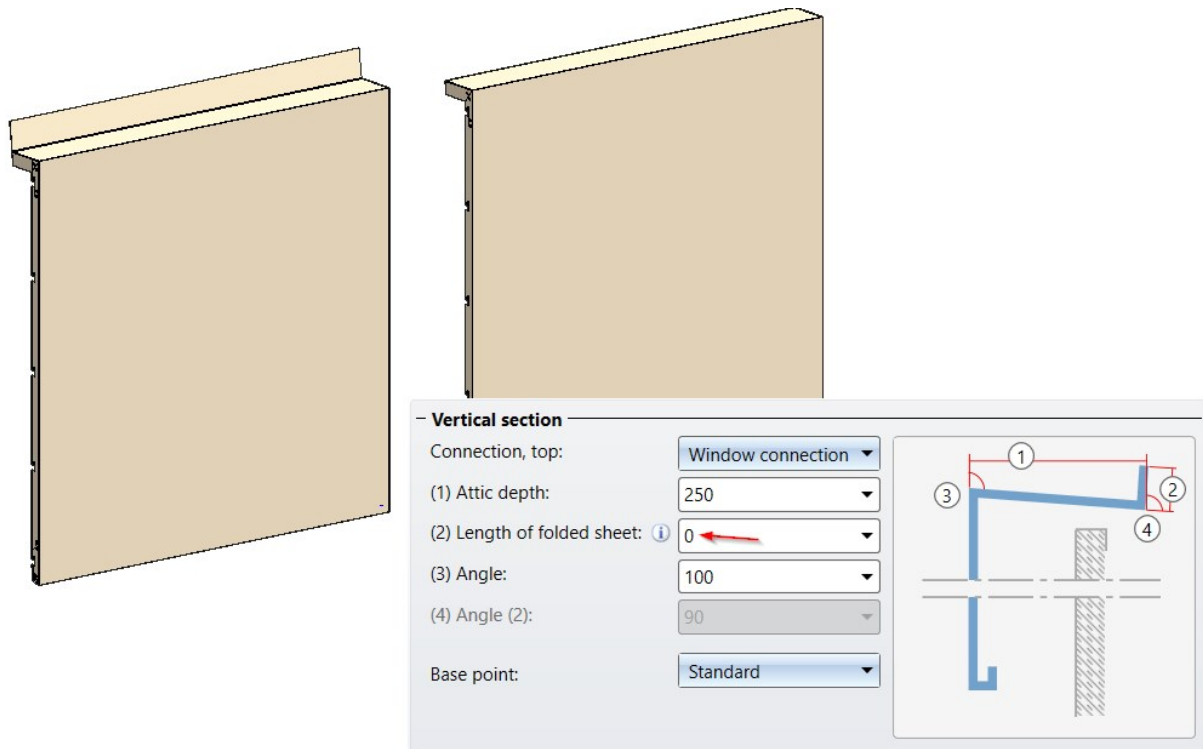 Vertical section
Connection, top: Window connection
(1) Attic depth: 250
(2) Length of folded sheet: i 0
(3) Angle: 100
(4) Angle (2): 90
Base point: Standard
1
2
3
4